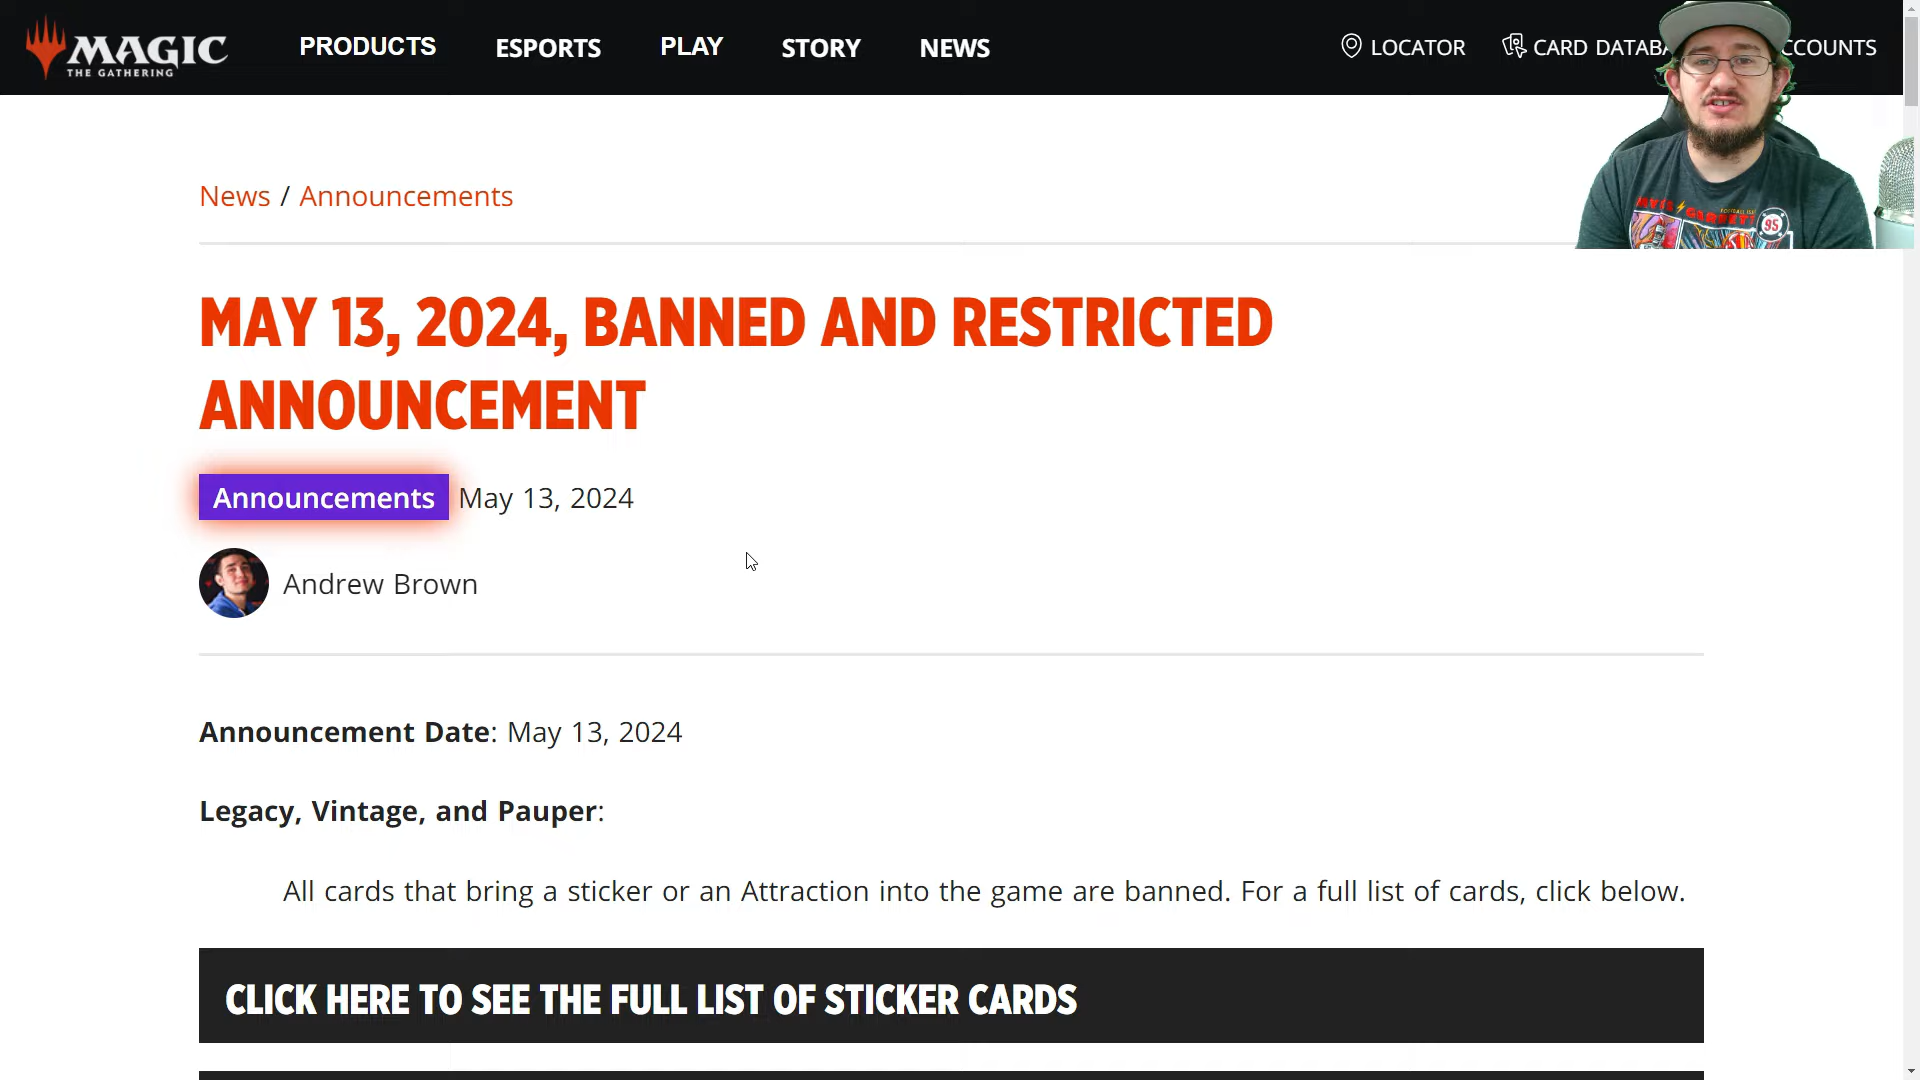 MAGIC
THE GATHERING
PRODUCTS ESPORTS PLAY STORY NEWS LOCATOR CARD CCOUNTS
News / Announcements
MAY 13, 2024, BANNED AND RESTRICTED
ANNOUNCEMENT
Announcements May 13, 2024
Andrew Brown
Announcement Date: May 13, 2024
Legacy, Vintage, and Pauper:
All cards that bring a sticker or an Attraction into the game are banned. For a full list of cards, click below.
CLICK HERE TO SEE THE FULL LIST OF STICKER CARDS
95